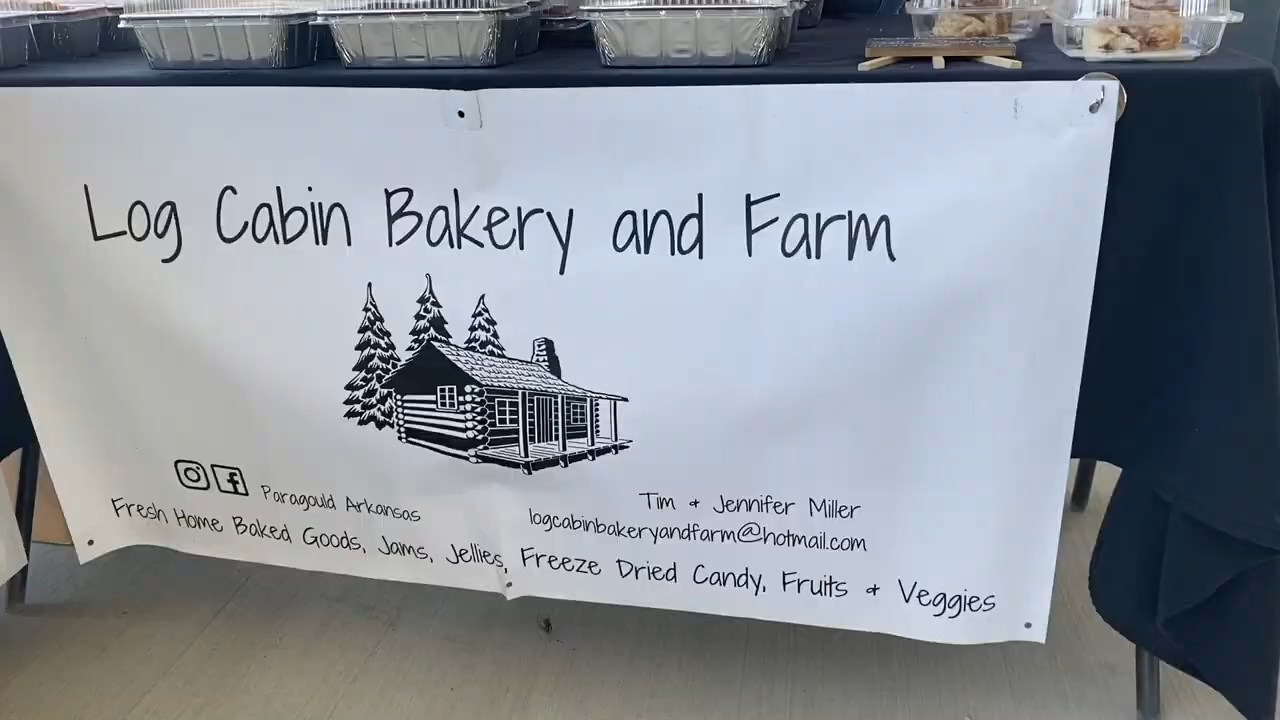 Log Cabin Bakery and Farm
Paragould Arkansas
Tim & Jennifer Miller
logcabinbakeryandfarm@hotmail.com
Fresh Home Baked Goods, Jams, Jellies, Freeze Dried Candy, Fruits & Veggies